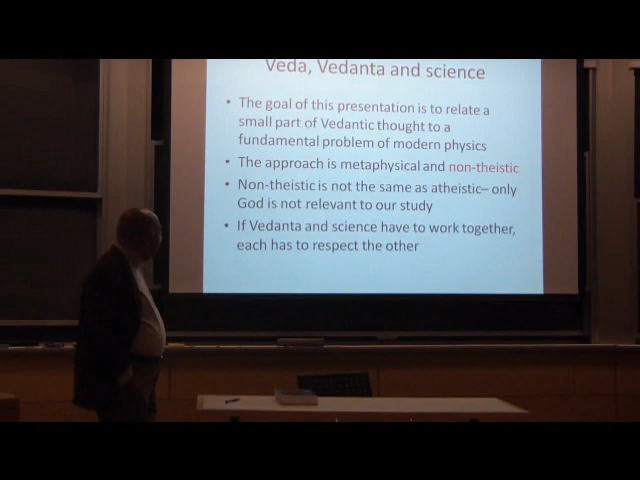 Veda, Vedanta and science
• The goal of this presentation is to relate a
small part of Vedantic thought to a
fundamental problem of modern physics
• The approach is metaphysical and non-theistic
• Non-theistic is not the same as atheistic– only
God is not relevant to our study
• If Vedanta and science have to work together,
each has to respect the other